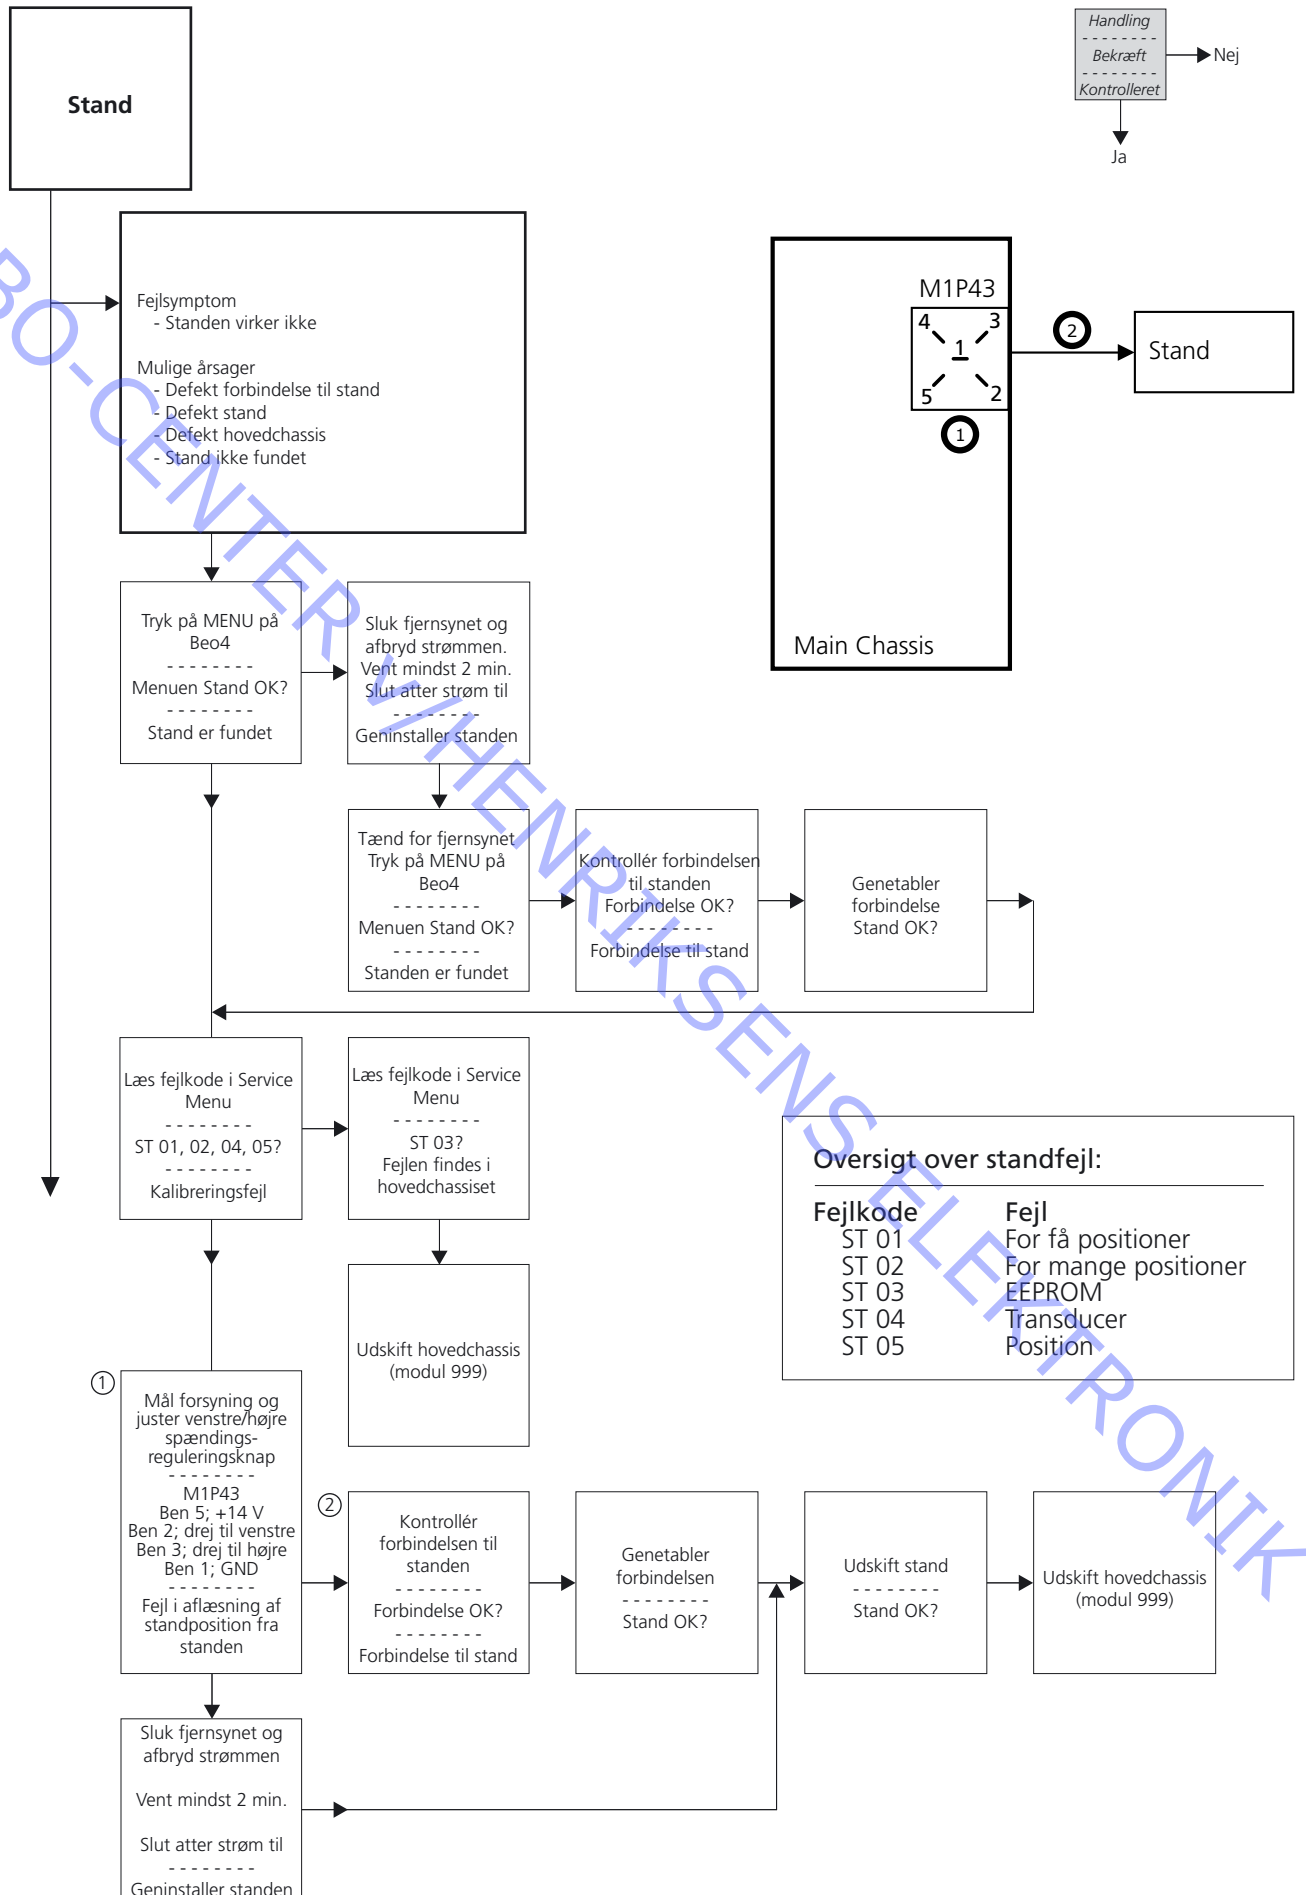 Stand
Handling
Bekræft
Kontrolleret
Nej
Ja
Fejlsymptom
- Standen virker ikke
Mulige årsager
- Defekt forbindelse til stand
- Defekt stand
- Defekt hovedchassis
- Stand ikke fundet
M1P43
4
3
1
5
2
1
2
Stand
Main Chassis
Tryk på MENU på
Beo4
Menuen Stand OK?
Stand er fundet
Sluk fjernsynet og
afbryd strømmen.
Vent mindst 2 min.
Slut atter strøm til
Geninstaller standen
Tænd for fjernsynet
Tryk på MENU på
Beo4
Menuen Stand OK?
Standen er fundet
Kontrollér forbindelsen
til standen
Forbindelse OK?
Forbindelse til stand
Genetabler
forbindelse
Stand OK?
Læs fejlkode i Service
Menu
ST 01, 02, 04, 05?
Kalibreringsfejl
Læs fejlkode i Service
Menu
ST 03?
Fejlen findes i
hovedchassiset
Udskift hovedchassis
(modul 999)
Oversigt over standfejl:
Fejlkode Fejl
ST 01 For få positioner
ST 02 For mange positioner
ST 03 EEPROM
ST 04 Transducer
ST 05 Position
1
Mål forsyning og
juster venstre/højre
spændings-
reguleringsknap
M1P43
Ben 5; +14 V
Ben 2; drej til venstre
Ben 3; drej til højre
Ben 1; GND
Fejl i aflæsning af
standposition fra
standen
2
Kontrollér
forbindelsen til
standen
Forbindelse OK?
Forbindelse til stand
Genetabler
forbindelsen
Stand OK?
Udskift stand
Stand OK?
Udskift hovedchassis
(modul 999)
Sluk fjernsynet og
afbryd strømmen
Vent mindst 2 min.
Slut atter strøm til
Geninstaller standen
BO-CENTER v/HENRIKSENS ELEKTRONIK